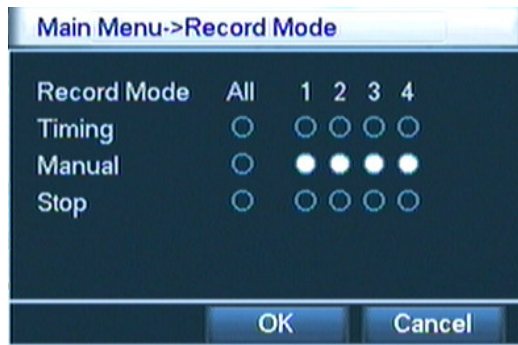 Main Menu->Record Mode
Record Mode All 1 2 3 4
Timing
Manual
Stop
OK Cancel